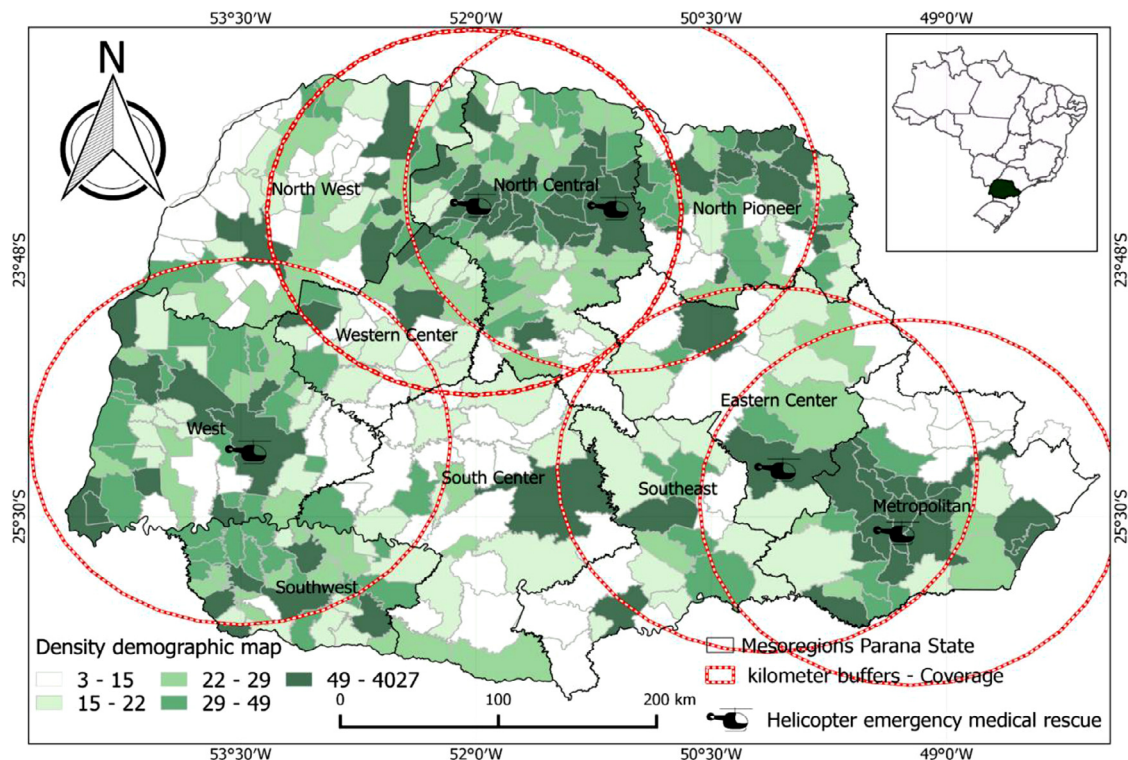 53°30'W 52°0'W 50°30'W 49°0'W
N
North West
North Central
North Pioneer
23°48'S
23°48'S
Western Center
Eastern Center
West
South Center
Southeast
Metropolitan
25°30'S
25°30'S
Southwest
Density demographic map
3 - 15 22 - 29 49 - 4027
15 - 22 29 - 49
0 100 200 km
Mesoregions Parana State
kilometer buffers - Coverage
Helicopter emergency medical rescue
53°30'W 52°0'W 50°30'W 49°0'W